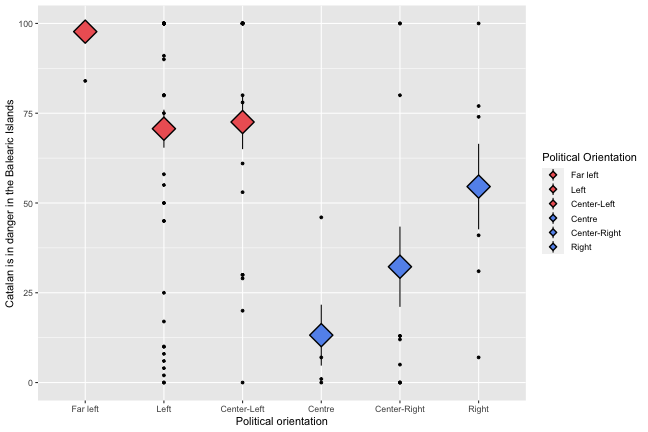 Catalan is in danger in the Balearic Islands
100
75
50
25
0
Far left
Left
Center-Left
Centre
Center-Right
Right
Political orientation
Political Orientation
Far left
Left
Center-Left
Centre
Center-Right
Right